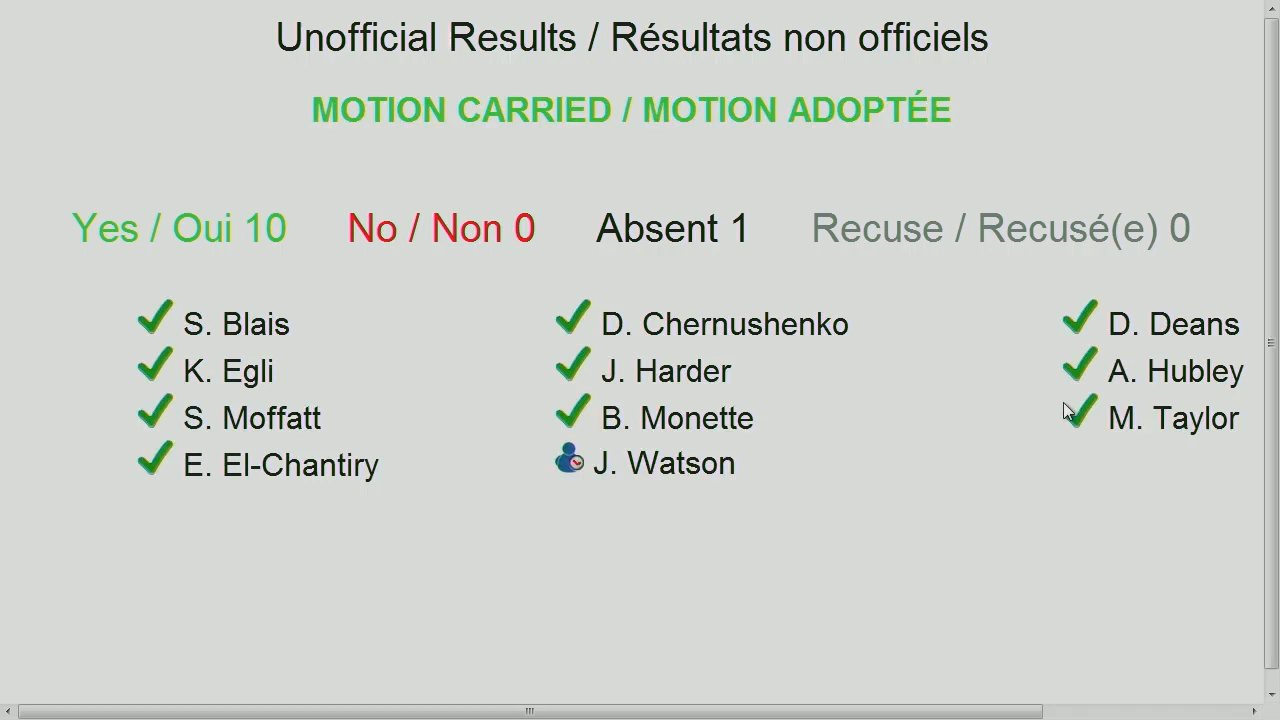 Unofficial Results / Résultats non officiels
MOTION CARRIED / MOTION ADOPTÉE
Yes / Oui 10 No / Non 0 Absent 1 Recuse / Recusé(e) 0
S. Blais D. Chernushenko D. Deans
K. Egli J. Harder A. Hubley
S. Moffatt B. Monette M. Taylor
E. El-Chantiry J. Watson